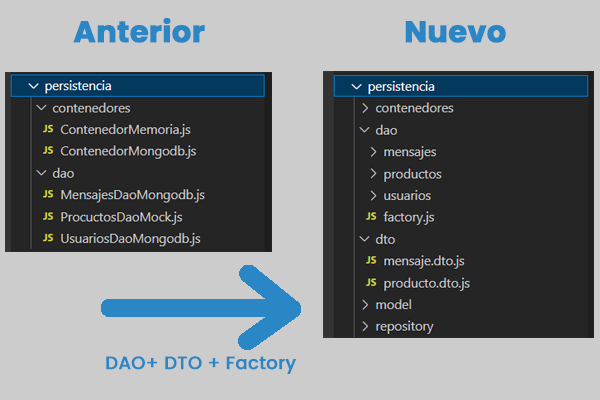 Anterior
persistencia
contenedores
JS ContenedorMemoria.js
JS ContenedorMongodb.js
dao
JS MensajesDaoMongodb.js
JS ProcuctosDaoMock.js
JS UsuariosDaoMongodb.js
Nuevo
persistencia
contenedores
dao
mensajes
productos
usuarios
JS factory.js
dto
JS mensaje.dto.js
JS producto.dto.js
model
repository
DAO+ DTO + Factory